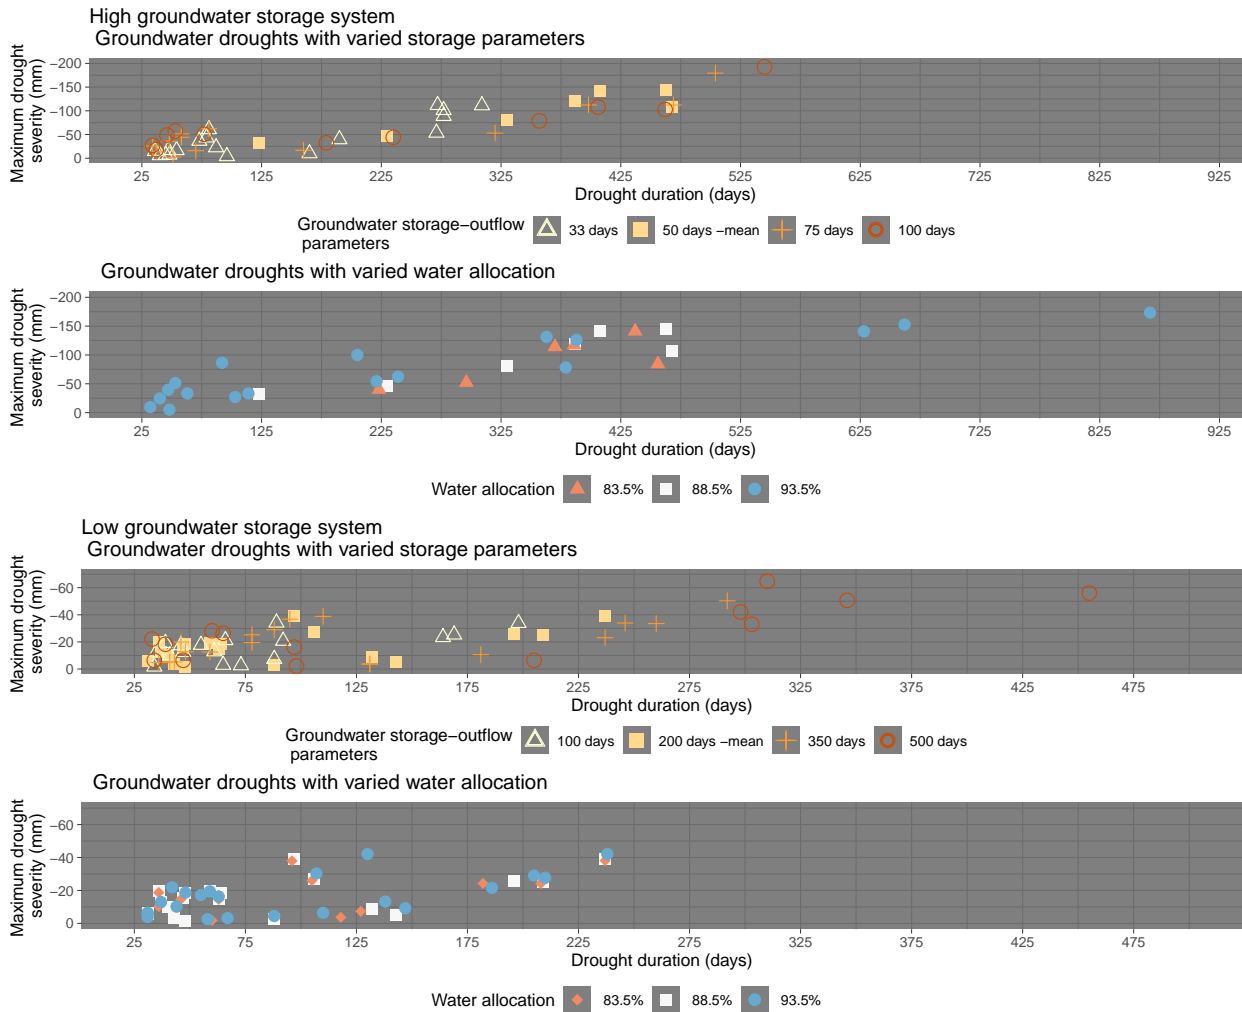 High groundwater storage system
Groundwater droughts with varied storage parameters
Maximum drought
severity (mm)
−200
−150
−100
−50
0
25 125 225 325 425 525 625 725 825 925
Drought duration (days)
Groundwater storage−outflow
parameters
33 days 50 days −mean 75 days 100 days
Groundwater droughts with varied water allocation
Maximum drought
severity (mm)
−200
−150
−100
−50
0
25 125 225 325 425 525 625 725 825 925
Drought duration (days)
Water allocation 83.5% 88.5% 93.5%
Low groundwater storage system
Groundwater droughts with varied storage parameters
Maximum drought
severity (mm)
−60
−40
−20
0
25 75 125 175 225 275 325 375 425 475
Drought duration (days)
Groundwater storage−outflow
parameters
100 days 200 days −mean 350 days 500 days
Groundwater droughts with varied water allocation
Maximum drought
severity (mm)
−60
−40
−20
0
25 75 125 175 225 275 325 375 425 475
Drought duration (days)
Water allocation 83.5% 88.5% 93.5%